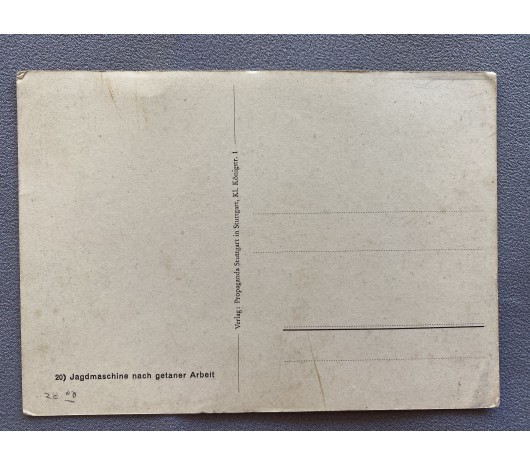 Verlag: Propaganda Stuttgart in Stuttgart, Kl. Königstr. 1
20) Jagdmaschine nach getaner Arbeit